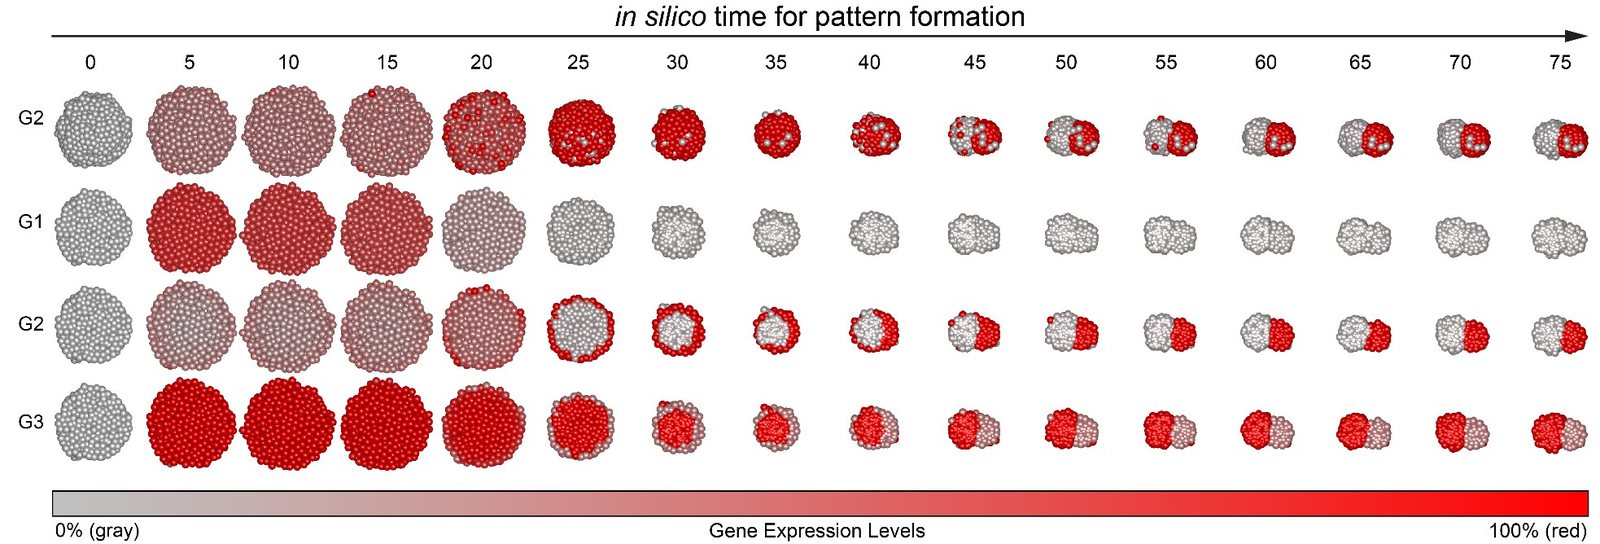 in silico time for pattern formation
0 5 10 15 20 25 30 35 40 45 50 55 60 65 70 75
G2
G1
G2
G3
0% (gray) Gene Expression Levels 100% (red)